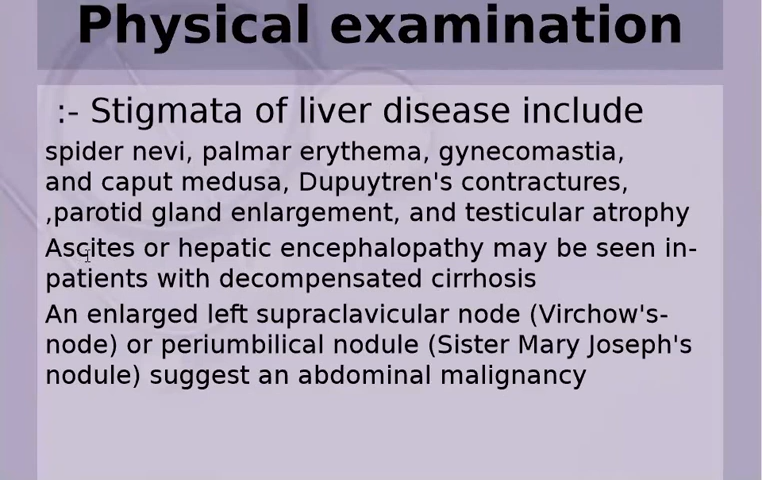 Physical examination
:- Stigmata of liver disease include
spider nevi, palmar erythema, gynecomastia,
and caput medusa, Dupuytren's contractures,
,parotid gland enlargement, and testicular atrophy
Ascites or hepatic encephalopathy may be seen in-
patients with decompensated cirrhosis
An enlarged left supraclavicular node (Virchow's-
node) or periumbilical nodule (Sister Mary Joseph's
nodule) suggest an abdominal malignancy